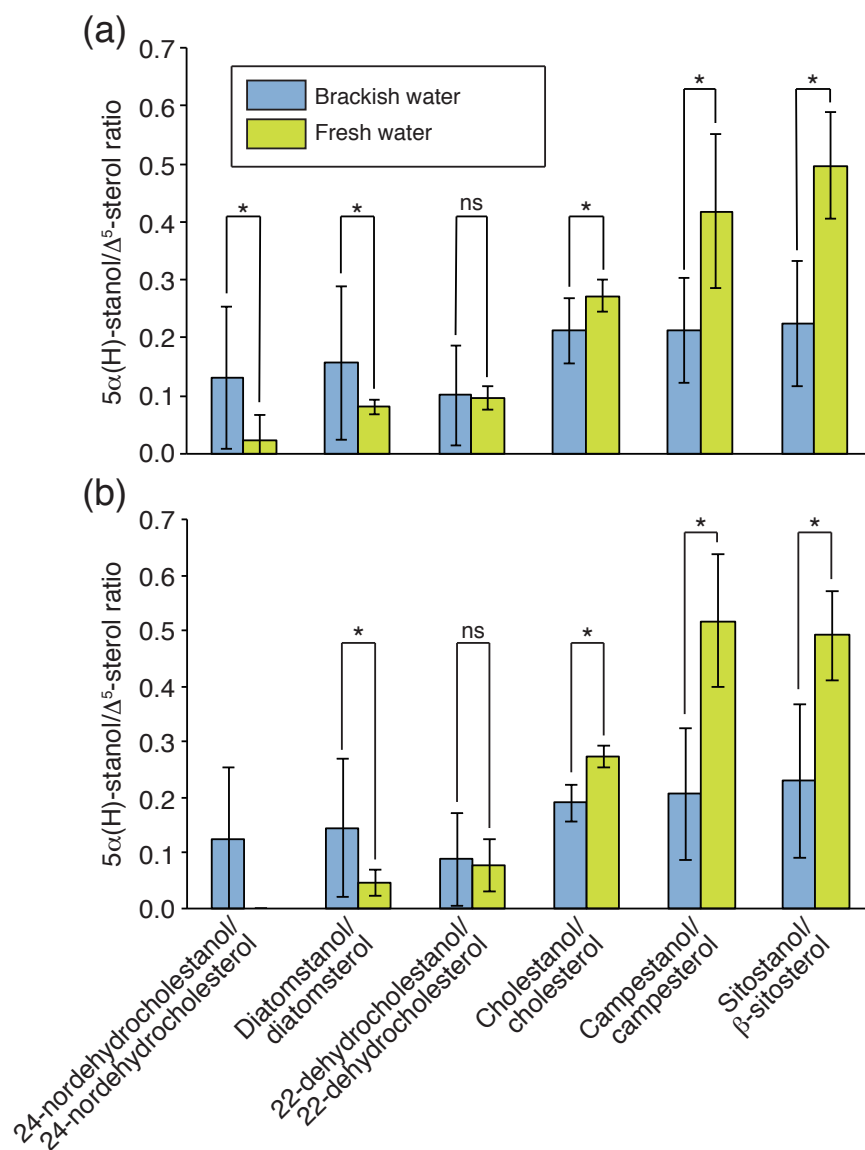 (a)
0.7
0.6
0.5
0.4
0.3
0.2
0.1
0.0
5α(H)-stanol/Δ⁵-sterol ratio
Brackish water
Fresh water
*
*
ns
*
*
*
(b)
0.7
0.6
0.5
0.4
0.3
0.2
0.1
0.0
5α(H)-stanol/Δ⁵-sterol ratio
*
ns
*
*
*
24-nordehydrocholestanol/
24-nordehydrocholesterol
Diatomstanol/
diatomsterol
22-dehydrocholestanol/
22-dehydrocholesterol
Cholestanol/
cholesterol
Campestanol/
campesterol
Sitostanol/
β-sitosterol